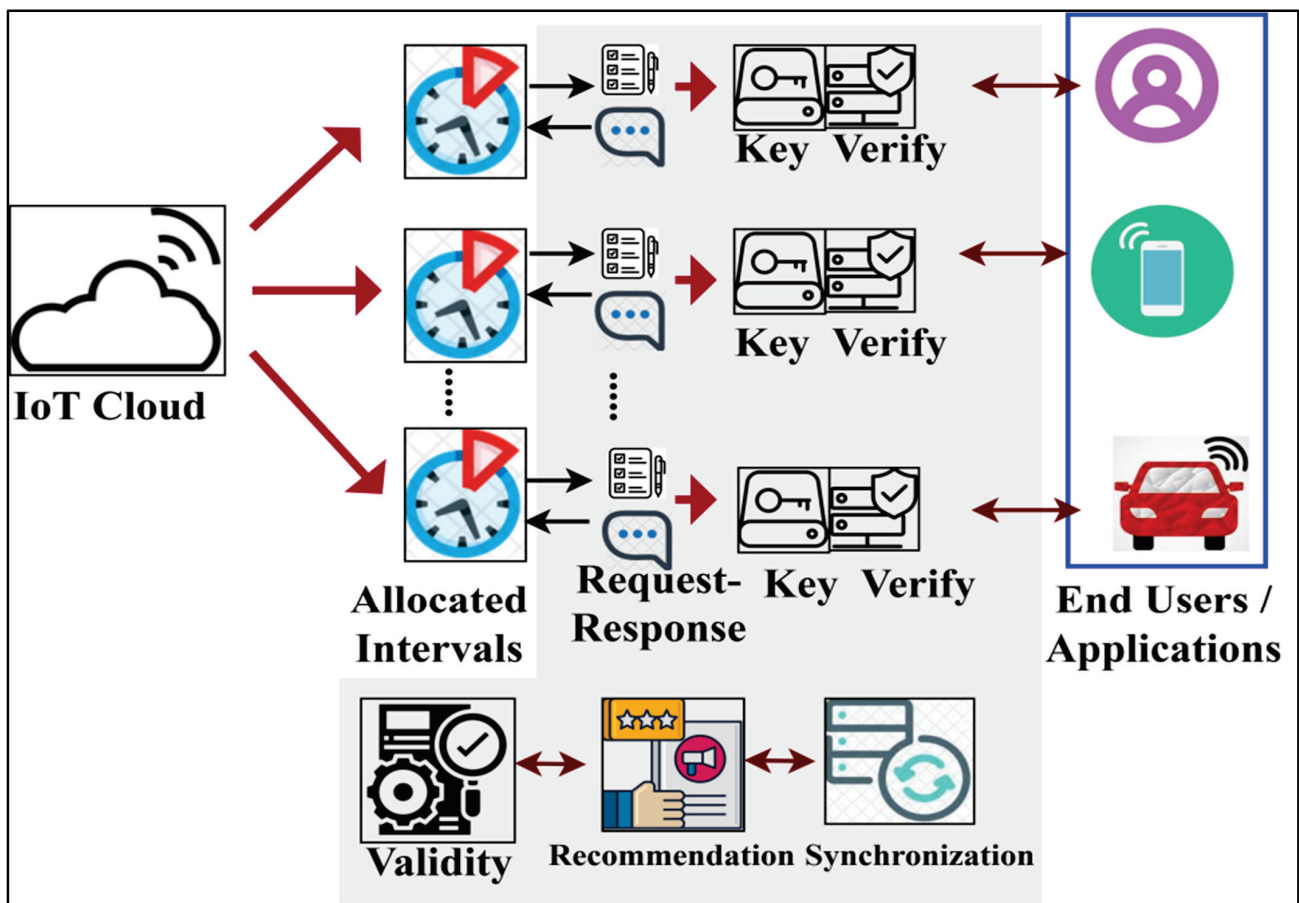 Key Verify
Key Verify
IoT Cloud
Key Verify
Allocated
Intervals
Request-
Response
End Users /
Applications
Validity
Recommendation
Synchronization